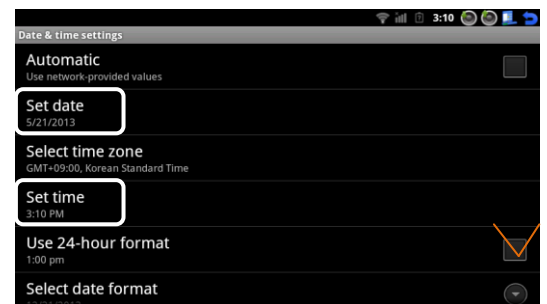 3:10
Date & time settings
Automatic
Use network-provided values
Set date
5/21/2013
Select time zone
GMT+09:00, Korean Standard Time
Set time
3:10 PM
Use 24-hour format
1:00 pm
Select date format